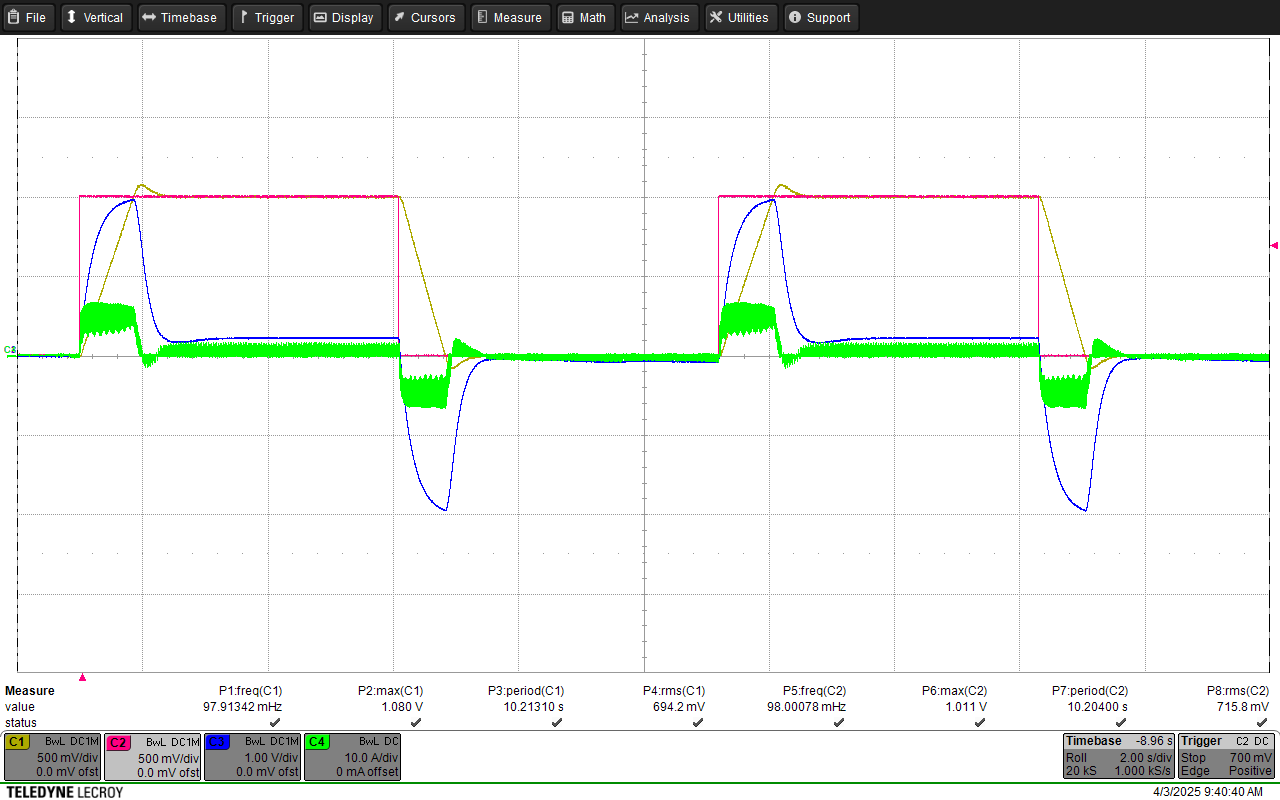 File Vertical Timebase Trigger Display Cursors Measure Math Analysis Utilities Support
Measure P1:freq(C1) P2:max(C1) P3:period(C1) P4:rms(C1) P5:freq(C2) P6:max(C2) P7:period(C2) P8:rms(C2)
value 97.91342 mHz 1.080 V 10.21310 s 694.2 mV 98.00078 mHz 1.011 V 10.20400 s 715.8 mV
status
C1 BwL DC1M C2 BwL DC1M C3 BwL DC1M C4 BwL DC Timebase -8.96 s Trigger C2 DC
500 mV/div 500 mV/div 1.00 V/div 10.0 A/div Roll 2.00 s/div Stop 700 mV
0.0 mV ofst 0.0 mV ofst 0.0 mV ofst 0 mA offset 20 kS 1.000 kS/s Edge Positive
TELEDYNE LECROY 4/3/2025 9:40:40 AM